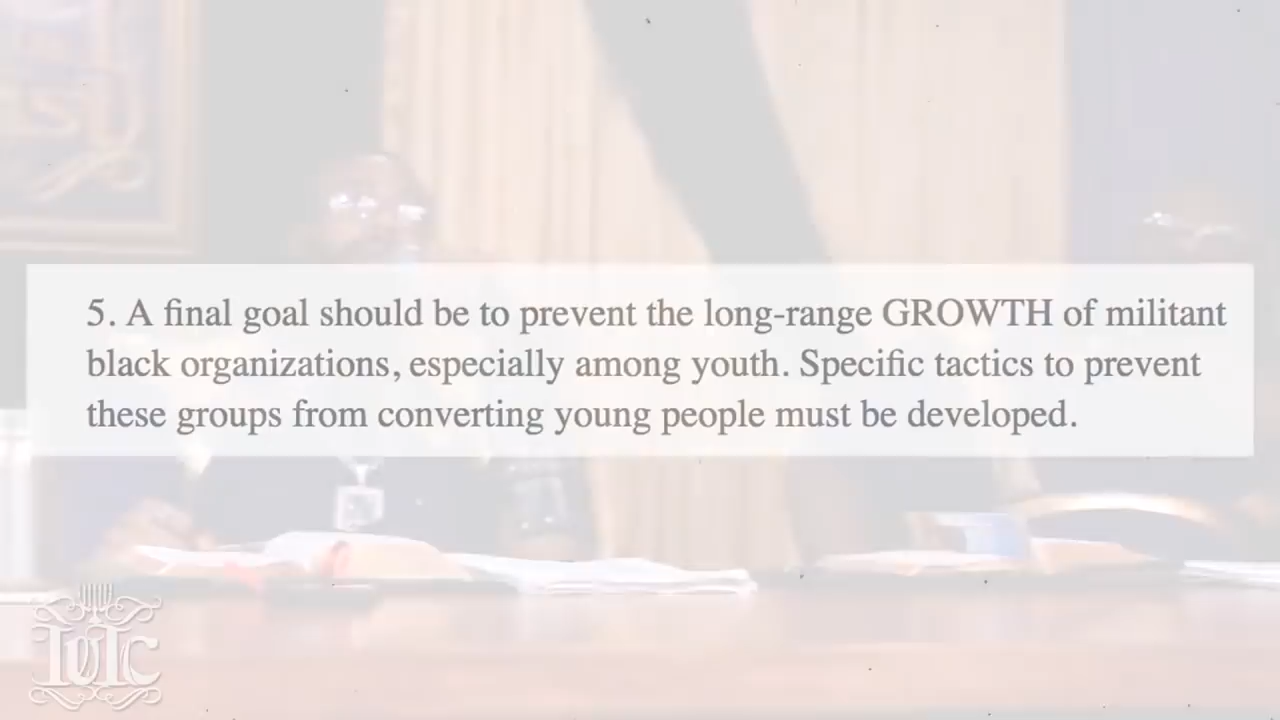 5. A final goal should be to prevent the long-range GROWTH of militant
black organizations, especially among youth. Specific tactics to prevent
these groups from converting young people must be developed.
IUIC